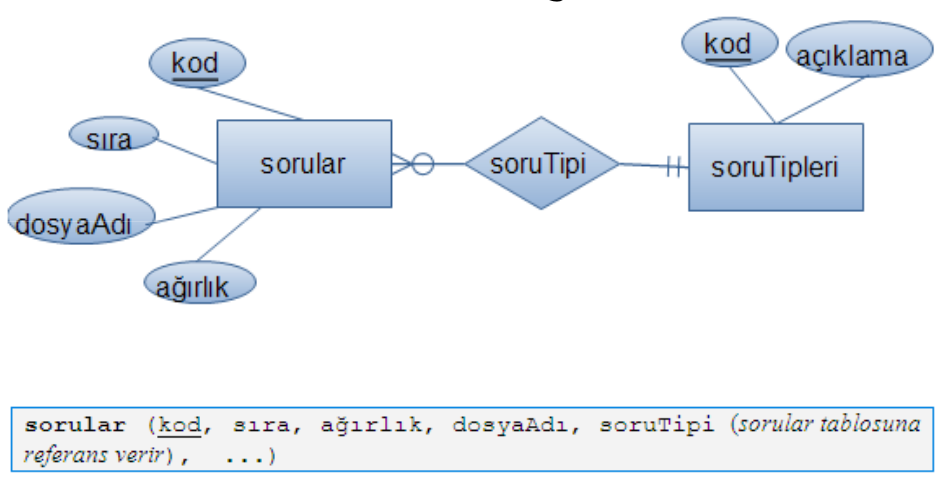 kod
kod
açıklama
sıra
sorular
soruTipi
soruTipleri
dosyaAdı
ağırlık
sorular (kod, sıra, ağırlık, dosyaAdı, soruTipi (sorular tablosuna
referans verir), ...)